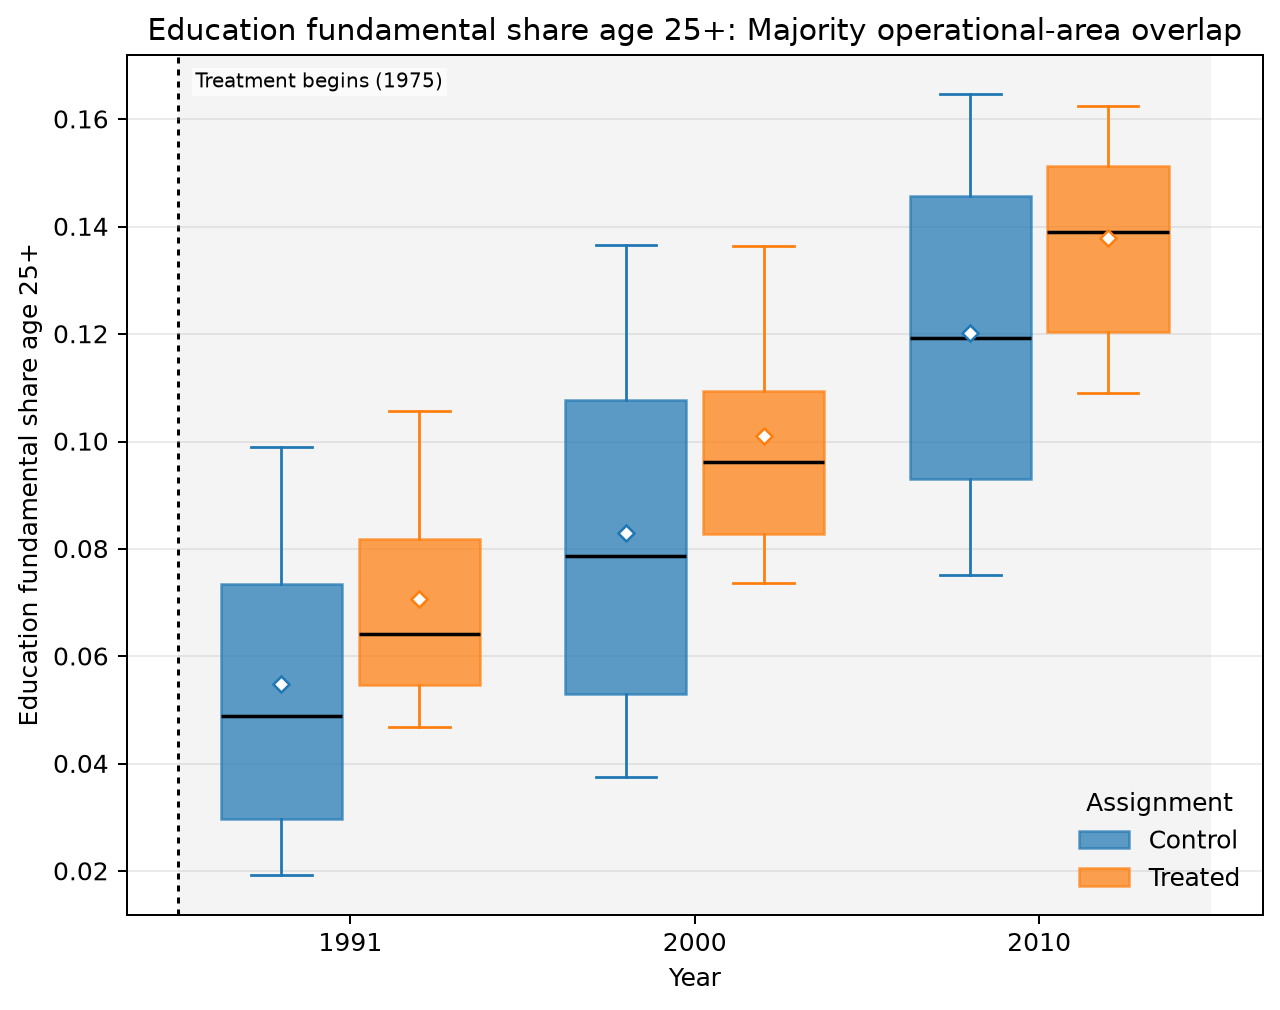 Education fundamental share age 25+: Majority operational-area overlap
Treatment begins (1975)
0.16
0.14
0.12
0.10
0.08
0.06
0.04
0.02
Education fundamental share age 25+
Assignment
Control
Treated
1991
2000
2010
Year